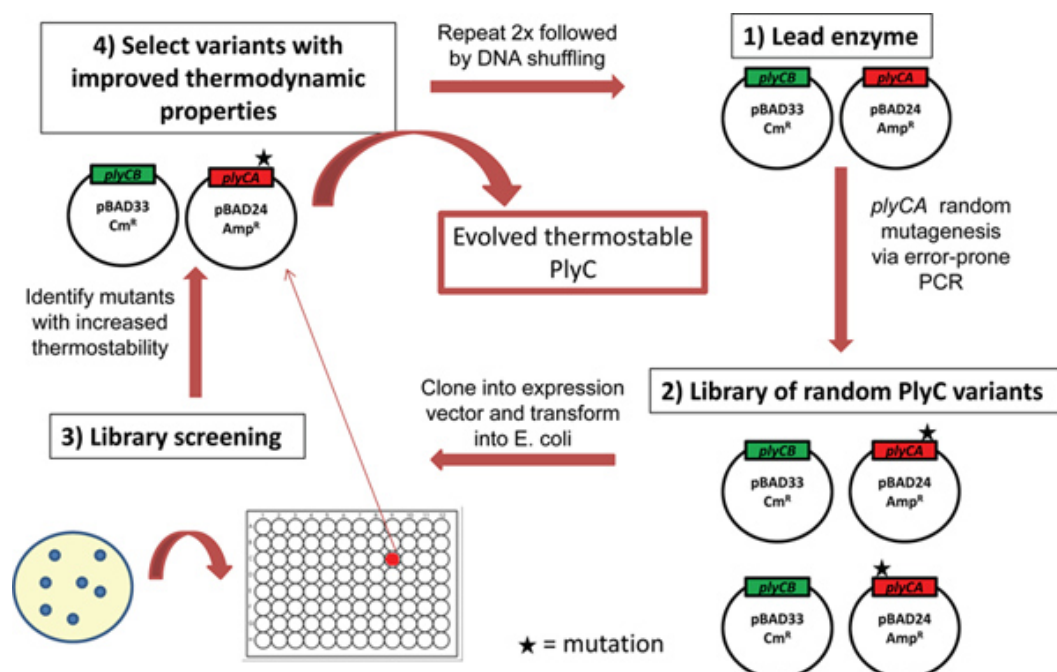 4) Select variants with
improved thermodynamic
properties
Repeat 2x followed
by DNA shuffling
1) Lead enzyme
plyCB
pBAD33
Cmᴿ
plyCA
pBAD24
Ampᴿ
plyCA random
mutagenesis
via error-prone
PCR
plyCB
pBAD33
Cmᴿ
plyCA
pBAD24
Ampᴿ
Evolved thermostable
PlyC
Identify mutants
with increased
thermostability
2) Library of random PlyC variants
Clone into expression
vector and transform
into E. coli
3) Library screening
plyCB
pBAD33
Cmᴿ
plyCA
pBAD24
Ampᴿ
plyCB
pBAD33
Cmᴿ
plyCA
pBAD24
Ampᴿ
★ = mutation